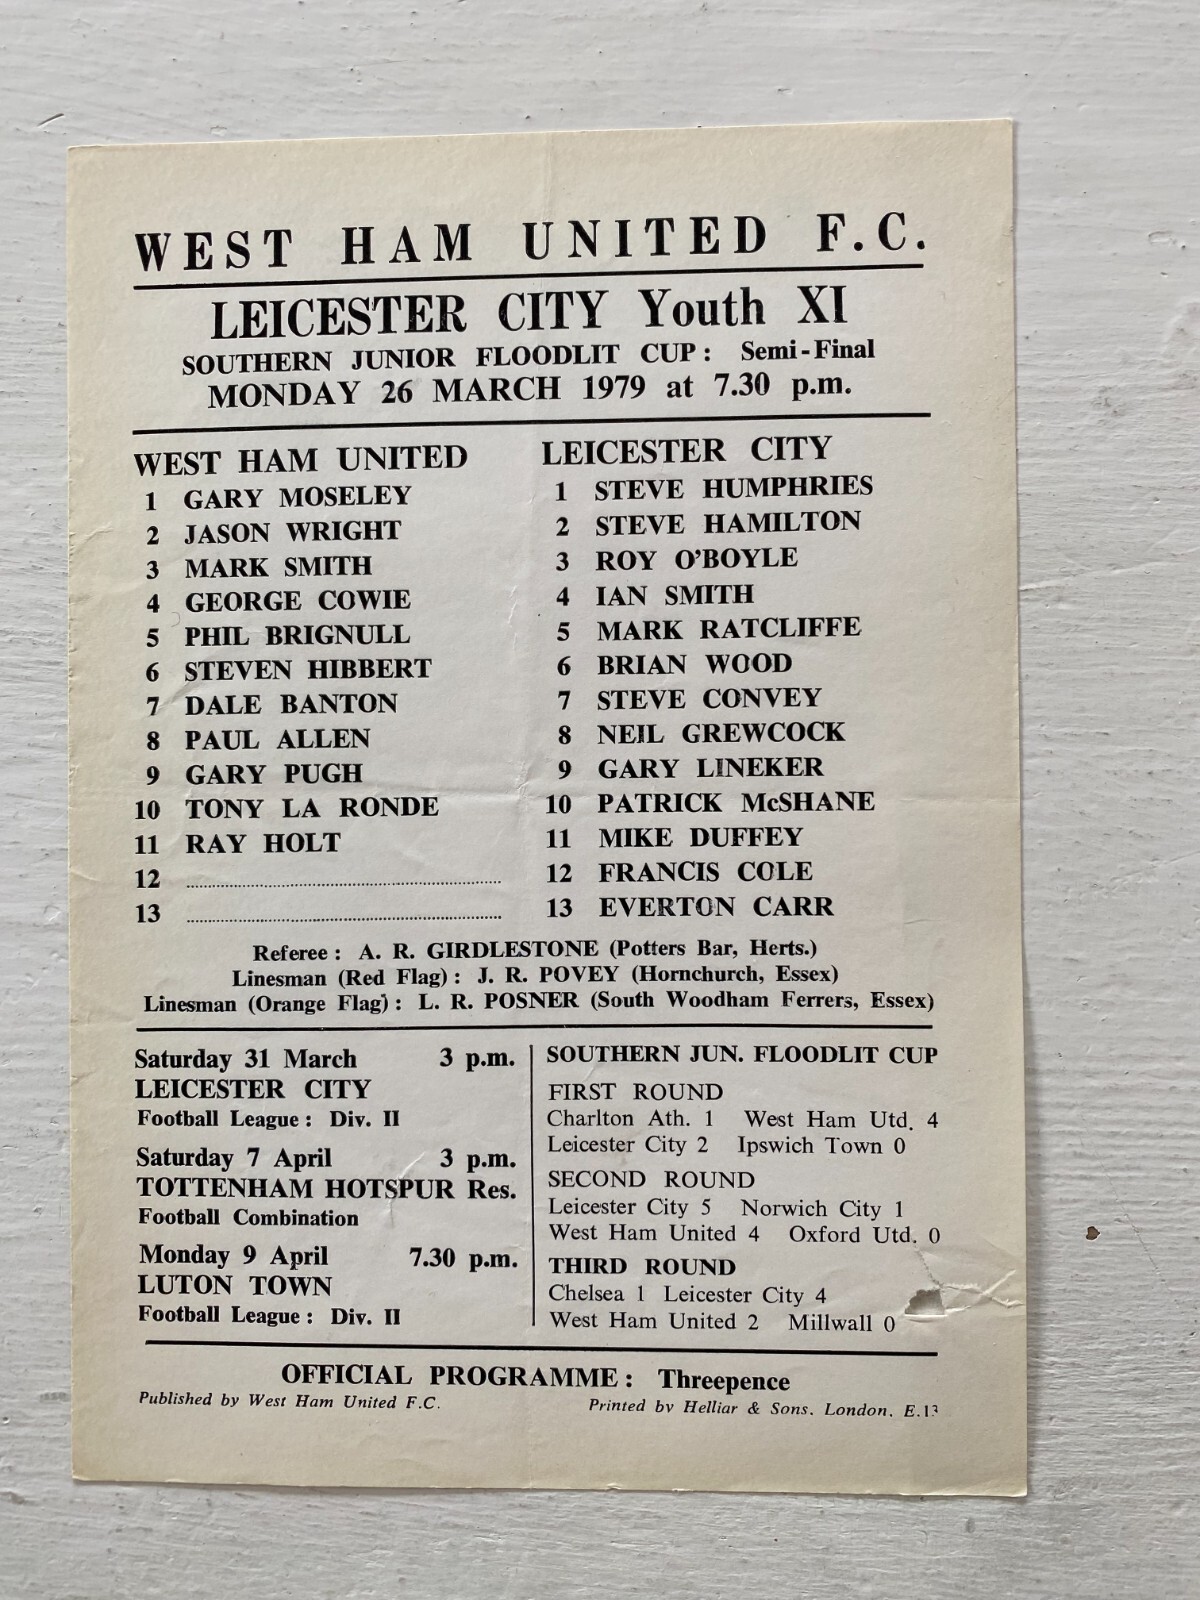 WEST HAM UNITED F.C.
LEICESTER CITY Youth XI
SOUTHERN JUNIOR FLOODLIT CUP: Semi-Final
MONDAY 26 MARCH 1979 at 7.30 p.m.
WEST HAM UNITED
1 GARY MOSELEY
2 JASON WRIGHT
3 MARK SMITH
4 GEORGE COWIE
5 PHIL BRIGNULL
6 STEVEN HIBBERT
7 DALE BANTON
8 PAUL ALLEN
9 GARY PUGH
10 TONY LA RONDE
11 RAY HOLT
12
13
LEICESTER CITY
1 STEVE HUMPHRIES
2 STEVE HAMILTON
3 ROY O'BOYLE
4 IAN SMITH
5 MARK RATCLIFFE
6 BRIAN WOOD
7 STEVE CONVEY
8 NEIL GREWCOCK
9 GARY LINEKER
10 PATRICK McSHANE
11 MIKE DUFFEY
12 FRANCIS COLE
13 EVERTON CARR
Referee: A. R. GIRDLESTONE (Potters Bar, Herts.)
Linesman (Red Flag): J. R. POVEY (Hornchurch, Essex)
Linesman (Orange Flag): L. R. POSNER (South Woodham Ferrers, Essex)
Saturday 31 March 3 p.m.
LEICESTER CITY
Football League: Div. II
Saturday 7 April 3 p.m.
TOTTENHAM HOTSPUR Res.
Football Combination
Monday 9 April 7.30 p.m.
LUTON TOWN
Football League: Div. II
SOUTHERN JUN. FLOODLIT CUP
FIRST ROUND
Charlton Ath. 1 West Ham Utd. 4
Leicester City 2 Ipswich Town 0
SECOND ROUND
Leicester City 5 Norwich City 1
West Ham United 4 Oxford Utd. 0
THIRD ROUND
Chelsea 1 Leicester City 4
West Ham United 2 Millwall 0
OFFICIAL PROGRAMME: Threepence
Published by West Ham United F.C.
Printed by Helliar & Sons, London, E.13